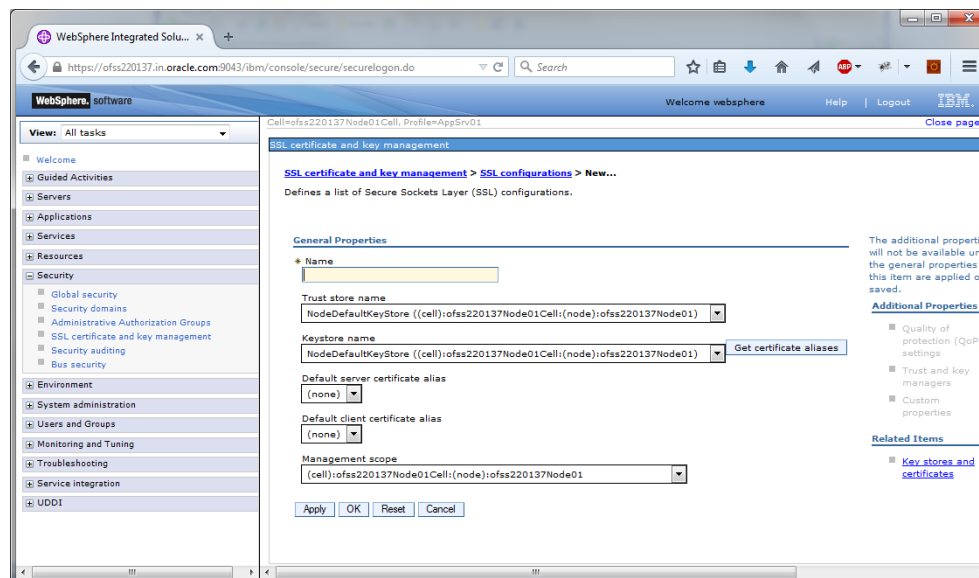 WebSphere Integrated Solu... × +
https://ofss220137.in.oracle.com:9043/ibm/console/secure/securelogon.do
Search
ABP
WebSphere. software
Welcome websphere
Help | Logout
IBM.
Cell=ofss220137Node01Cell, Profile=AppSrv01
Close page
View: All tasks
Welcome
Guided Activities
Servers
Applications
Services
Resources
Security
Global security
Security domains
Administrative Authorization Groups
SSL certificate and key management
Security auditing
Bus security
Environment
System administration
Users and Groups
Monitoring and Tuning
Troubleshooting
Service integration
UDDI
SSL certificate and key management
SSL certificate and key management > SSL configurations > New...
Defines a list of Secure Sockets Layer (SSL) configurations.
General Properties
* Name
Trust store name
NodeDefaultKeyStore ((cell):ofss220137Node01Cell:(node):ofss220137Node01)
Keystore name
NodeDefaultKeyStore ((cell):ofss220137Node01Cell:(node):ofss220137Node01)
Get certificate aliases
Default server certificate alias
(none)
Default client certificate alias
(none)
Management scope
(cell):ofss220137Node01Cell:(node):ofss220137Node01
Apply OK Reset Cancel
The additional properti
will not be available un
the general properties
this item are applied o
saved.
Additional Properties
Quality of
protection (QoP
settings
Trust and key
managers
Custom
properties
Related Items
Key stores and
certificates